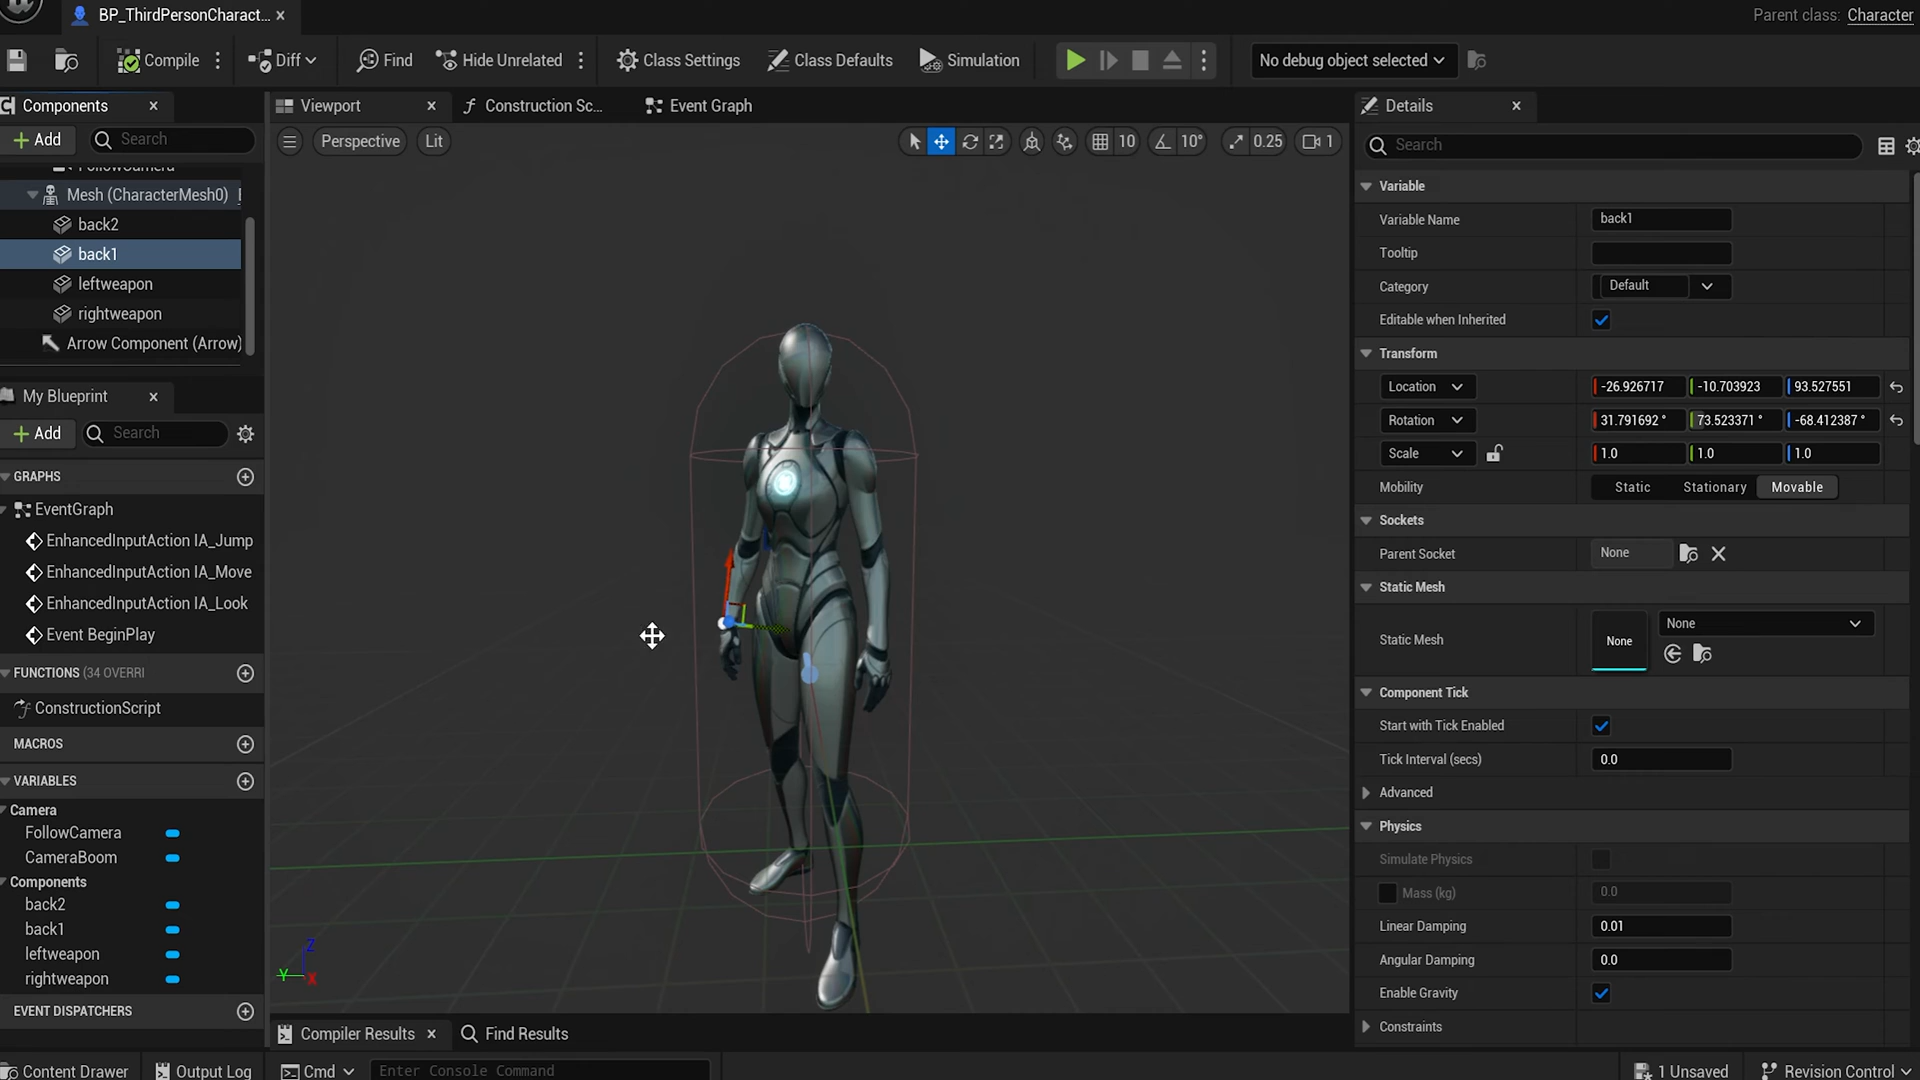 BP_ThirdPersonCharact...
Parent class: Character
Compile
Diff
Find
Hide Unrelated
Class Settings
Class Defaults
Simulation
No debug object selected
Components
Add
Search
FollowCamera
Mesh (CharacterMesh0)
back2
back1
leftweapon
rightweapon
Arrow Component (Arrow)
My Blueprint
Add
Search
GRAPHS
EventGraph
EnhancedInputAction IA_Jump
EnhancedInputAction IA_Move
EnhancedInputAction IA_Look
Event BeginPlay
FUNCTIONS (34 OVERRI
ConstructionScript
MACROS
VARIABLES
Camera
FollowCamera
CameraBoom
Components
back2
back1
leftweapon
rightweapon
EVENT DISPATCHERS
Viewport
Construction Sc...
Event Graph
Perspective
Lit
10
10°
0.25
1
Z
Y
X
Compiler Results
Find Results
Details
Search
Variable
Variable Name back1
Tooltip
Category Default
Editable when Inherited
Transform
Location -26.926717 -10.703923 93.527551
Rotation 31.791692° 73.523371° -68.412387°
Scale 1.0 1.0 1.0
Mobility Static Stationary Movable
Sockets
Parent Socket None
Static Mesh
Static Mesh None None
Component Tick
Start with Tick Enabled
Tick Interval (secs) 0.0
Advanced
Physics
Simulate Physics
Mass (kg) 0.0
Linear Damping 0.01
Angular Damping 0.0
Enable Gravity
Constraints
Content Drawer
Output Log
Cmd
Enter Console Command
1 Unsaved
Revision Control